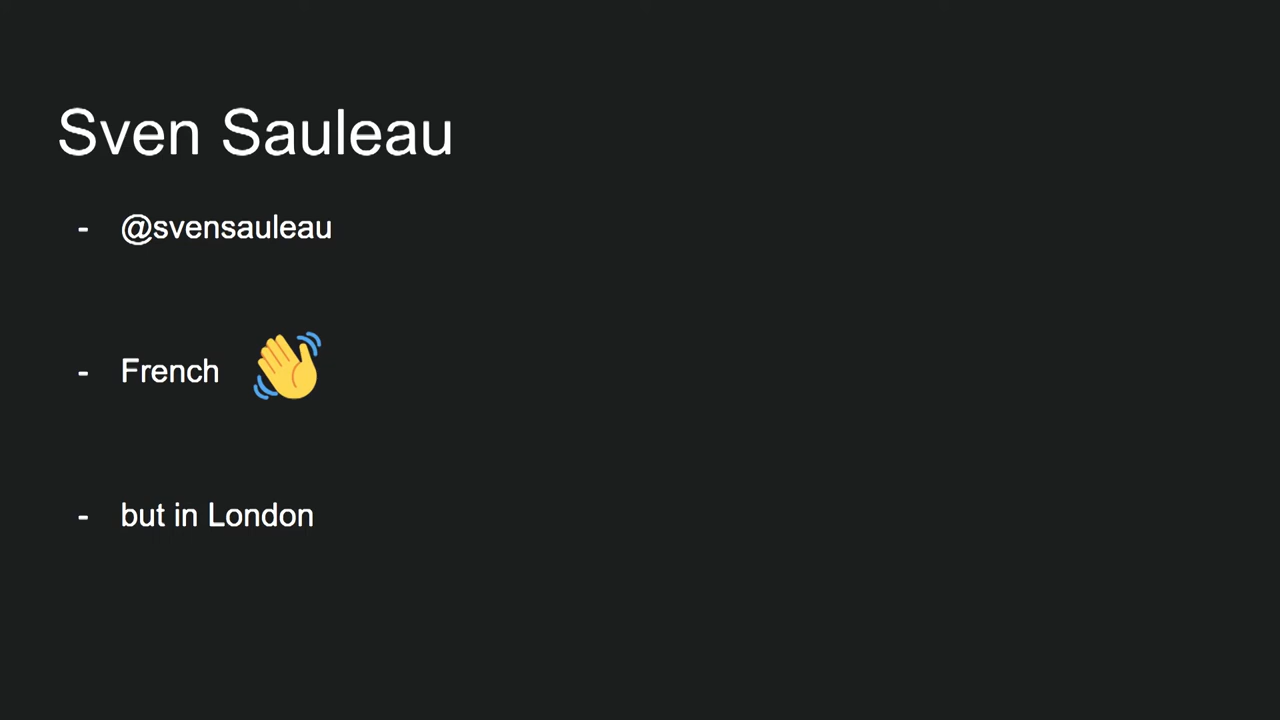 Sven Sauleau
- @svensauleau
- French 👋
- but in London